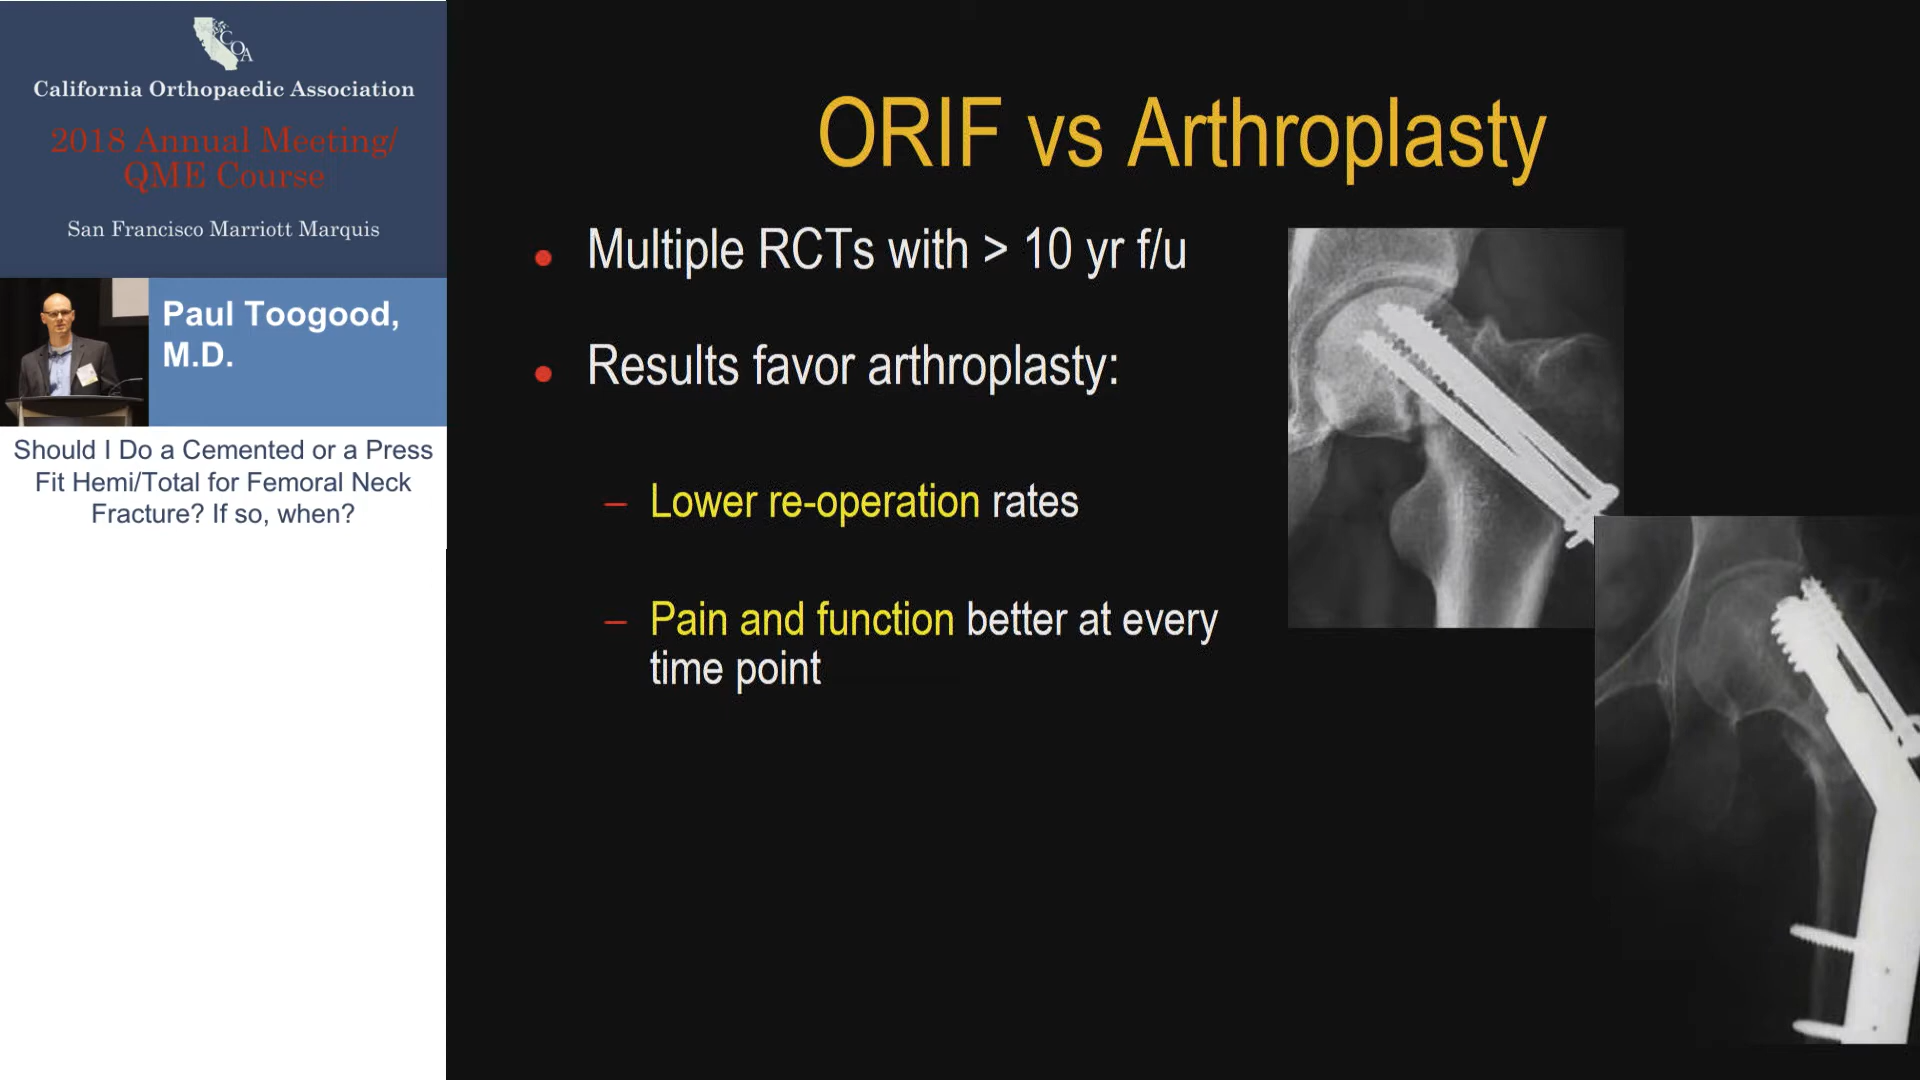 COA
California Orthopaedic Association
2018 Annual Meeting/
QME Course
San Francisco Marriott Marquis
Paul Toogood,
M.D.
Should I Do a Cemented or a Press
Fit Hemi/Total for Femoral Neck
Fracture? If so, when?
ORIF vs Arthroplasty
• Multiple RCTs with > 10 yr f/u
• Results favor arthroplasty:
– Lower re-operation rates
– Pain and function better at every
time point